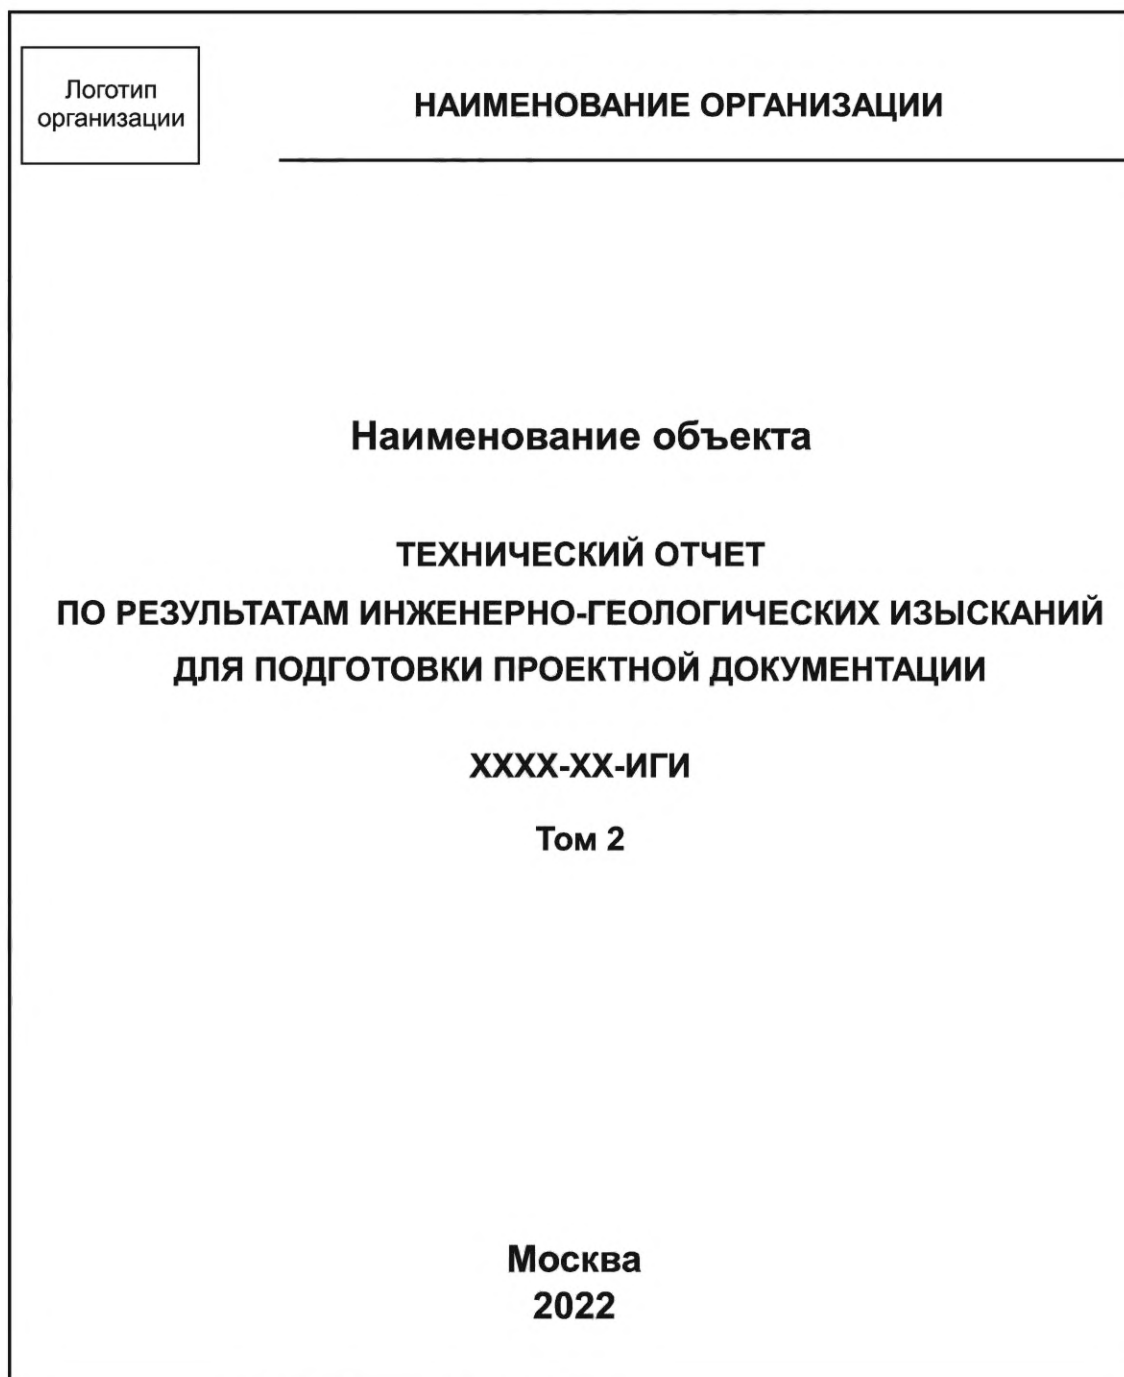 Логотип
организации
НАИМЕНОВАНИЕ ОРГАНИЗАЦИИ
Наименование объекта
ТЕХНИЧЕСКИЙ ОТЧЕТ
ПО РЕЗУЛЬТАТАМ ИНЖЕНЕРНО-ГЕОЛОГИЧЕСКИХ ИЗЫСКАНИЙ
ДЛЯ ПОДГОТОВКИ ПРОЕКТНОЙ ДОКУМЕНТАЦИИ
ХХХХ-ХХ-ИГИ
Том 2
Москва
2022